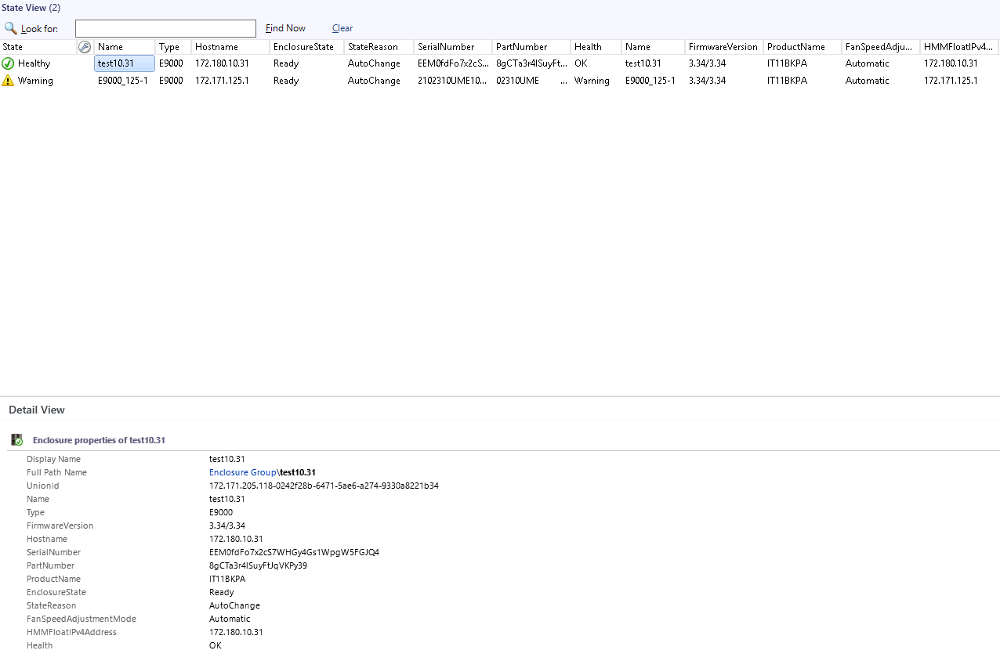 State View (2)
Look for: Find Now Clear
State Name Type Hostname EnclosureState StateReason SerialNumber PartNumber Health Name FirmwareVersion ProductName FanSpeedAdju... HMMFloatIPv4...
Healthy test10.31 E9000 172.180.10.31 Ready AutoChange EEM0fdFo7x2cS... 8gCTa3r4ISuyFt... OK test10.31 3.34/3.34 IT11BKPA Automatic 172.180.10.31
Warning E9000_125-1 E9000 172.171.125.1 Ready AutoChange 2102310UME10... 02310UME ... Warning E9000_125-1 3.34/3.34 IT11BKPA Automatic 172.171.125.1
Detail View
Enclosure properties of test10.31
Display Name test10.31
Full Path Name Enclosure Group\test10.31
UnionId 172.171.205.118-0242f28b-6471-5ae6-a274-9330a8221b34
Name test10.31
Type E9000
FirmwareVersion 3.34/3.34
Hostname 172.180.10.31
SerialNumber EEM0fdFo7x2cS7WHGy4Gs1WpgW5FGJQ4
PartNumber 8gCTa3r4ISuyFtJqVKPy39
ProductName IT11BKPA
EnclosureState Ready
StateReason AutoChange
FanSpeedAdjustmentMode Automatic
HMMFloatIPv4Address 172.180.10.31
Health OK